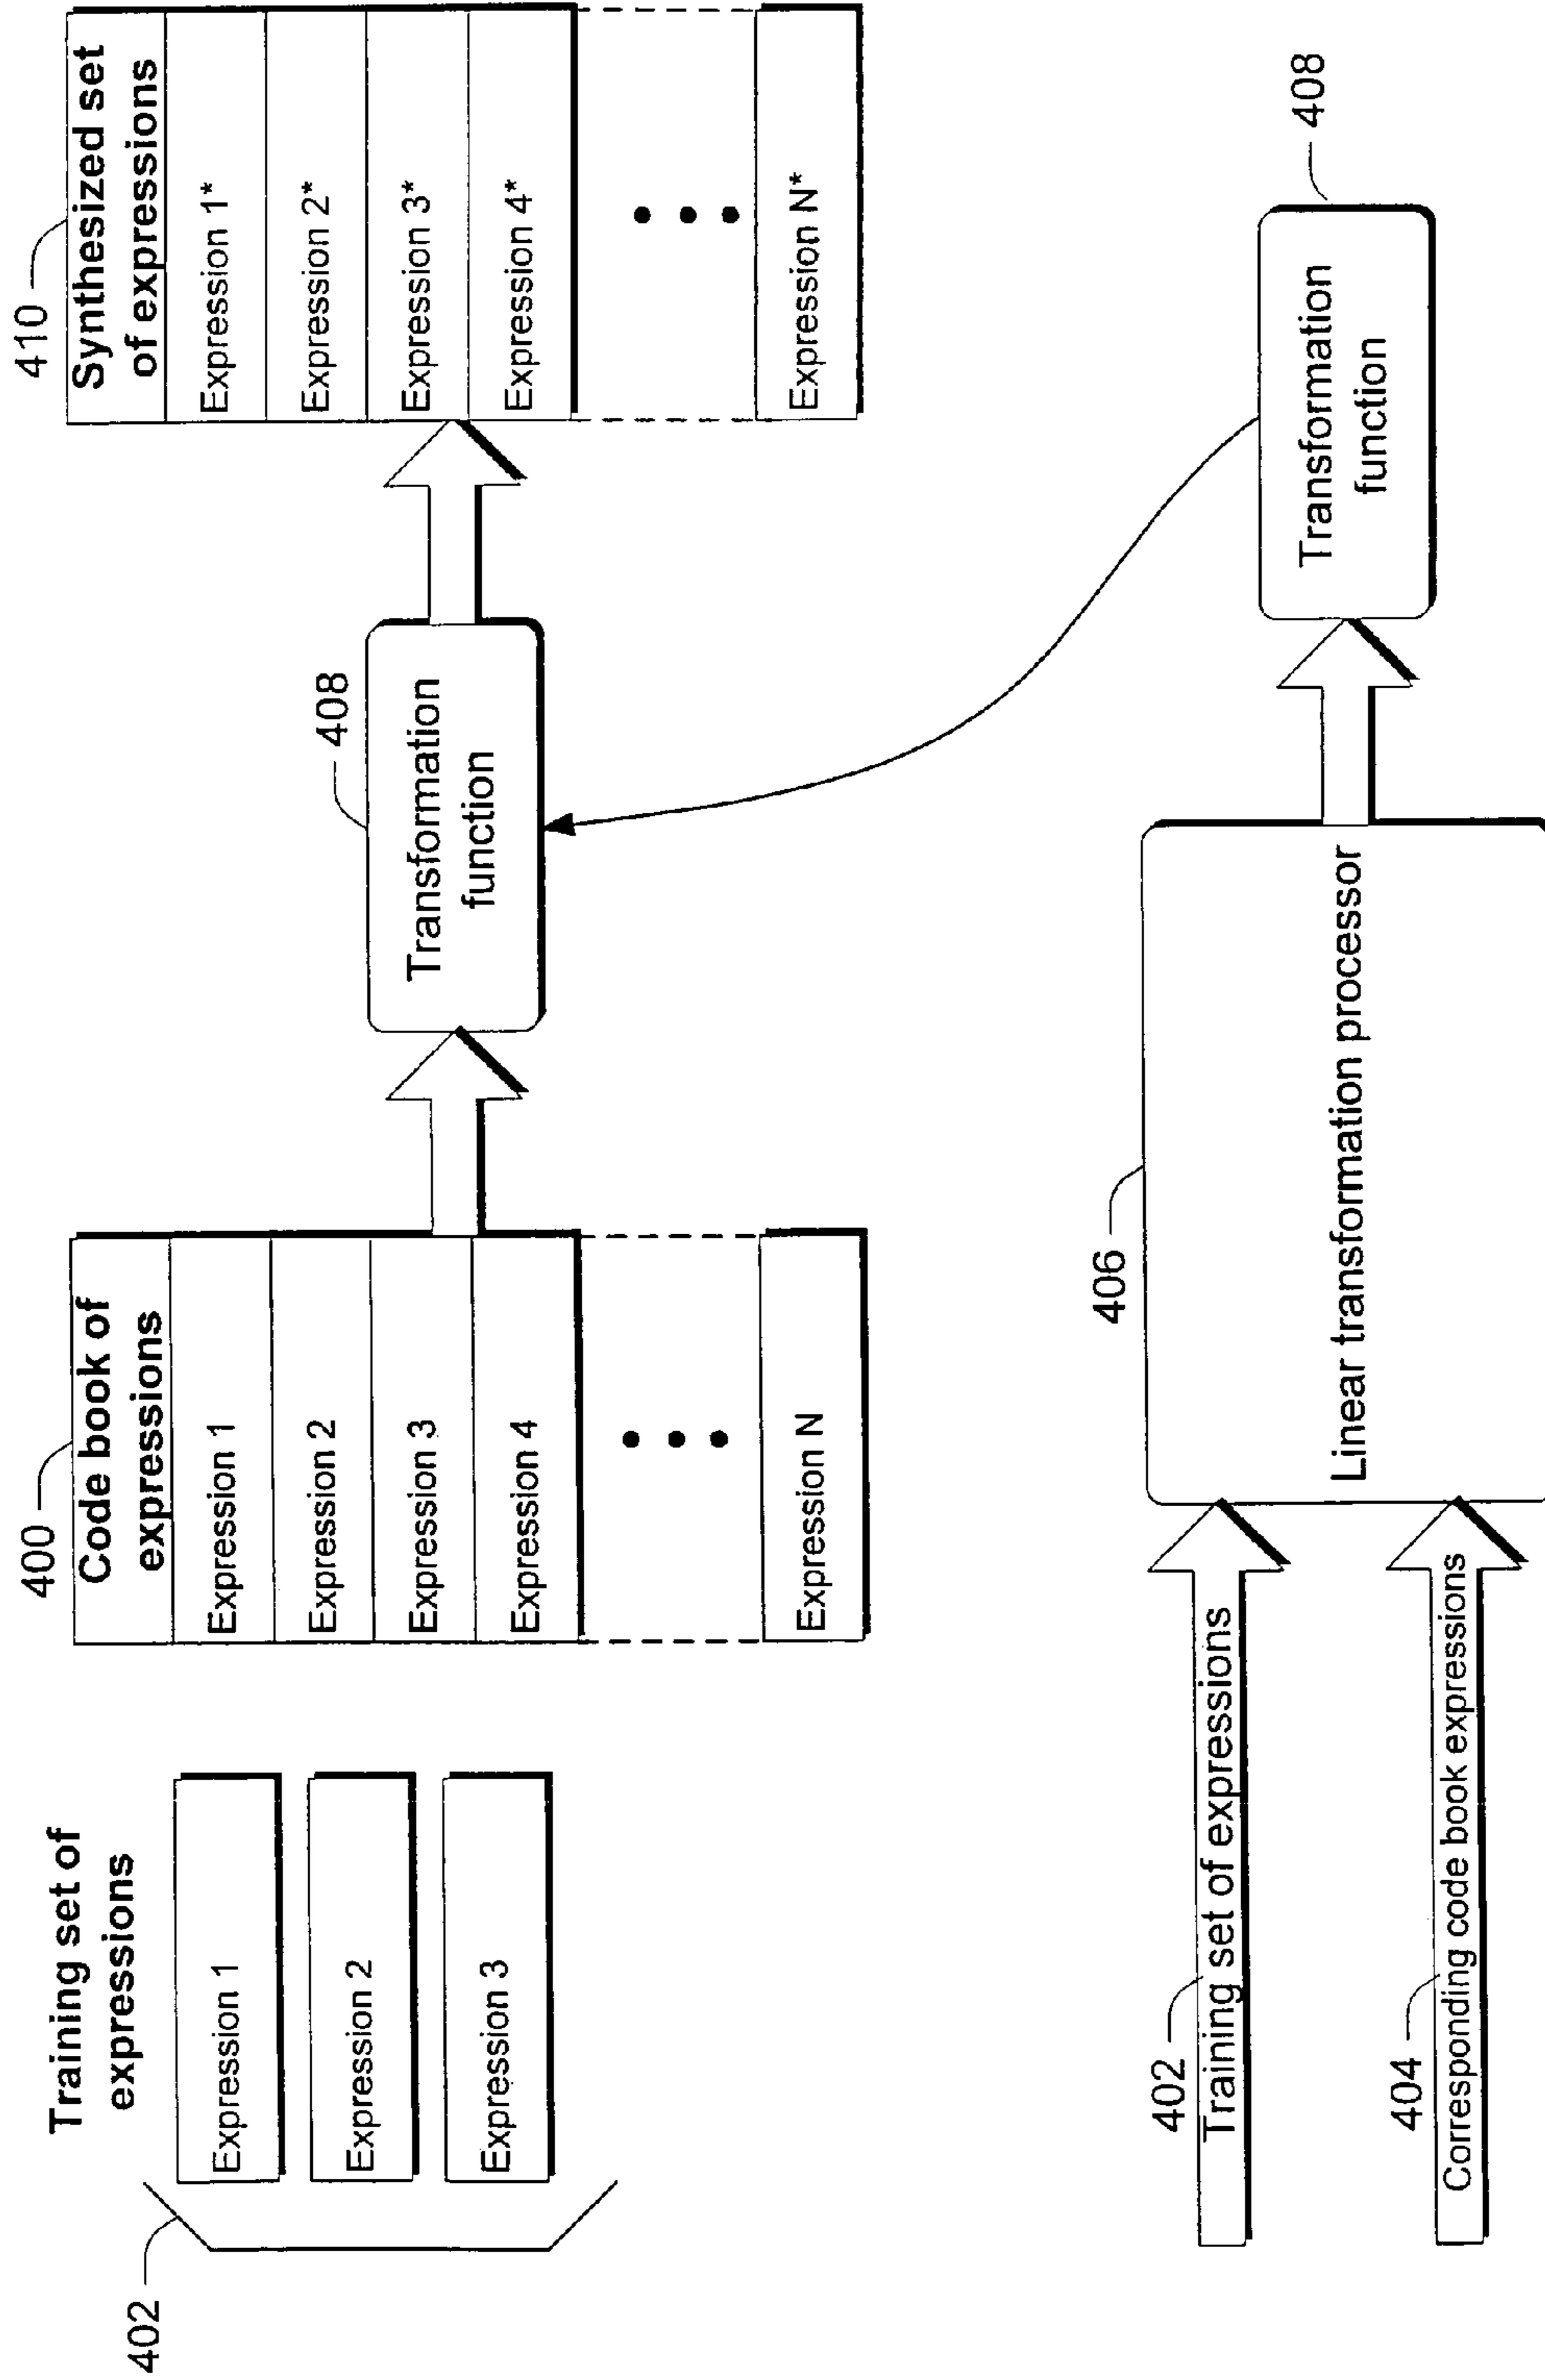 402
Training set of
expressions
Expression 1
Expression 2
Expression 3
400
Code book of
expressions
Expression 1
Expression 2
Expression 3
Expression 4
Expression N
408
Transformation
function
410
Synthesized set
of expressions
Expression 1*
Expression 2*
Expression 3*
Expression 4*
Expression N*
402
Training set of expressions
404
Corresponding code book expressions
406
Linear transformation processor
Transformation
function
408